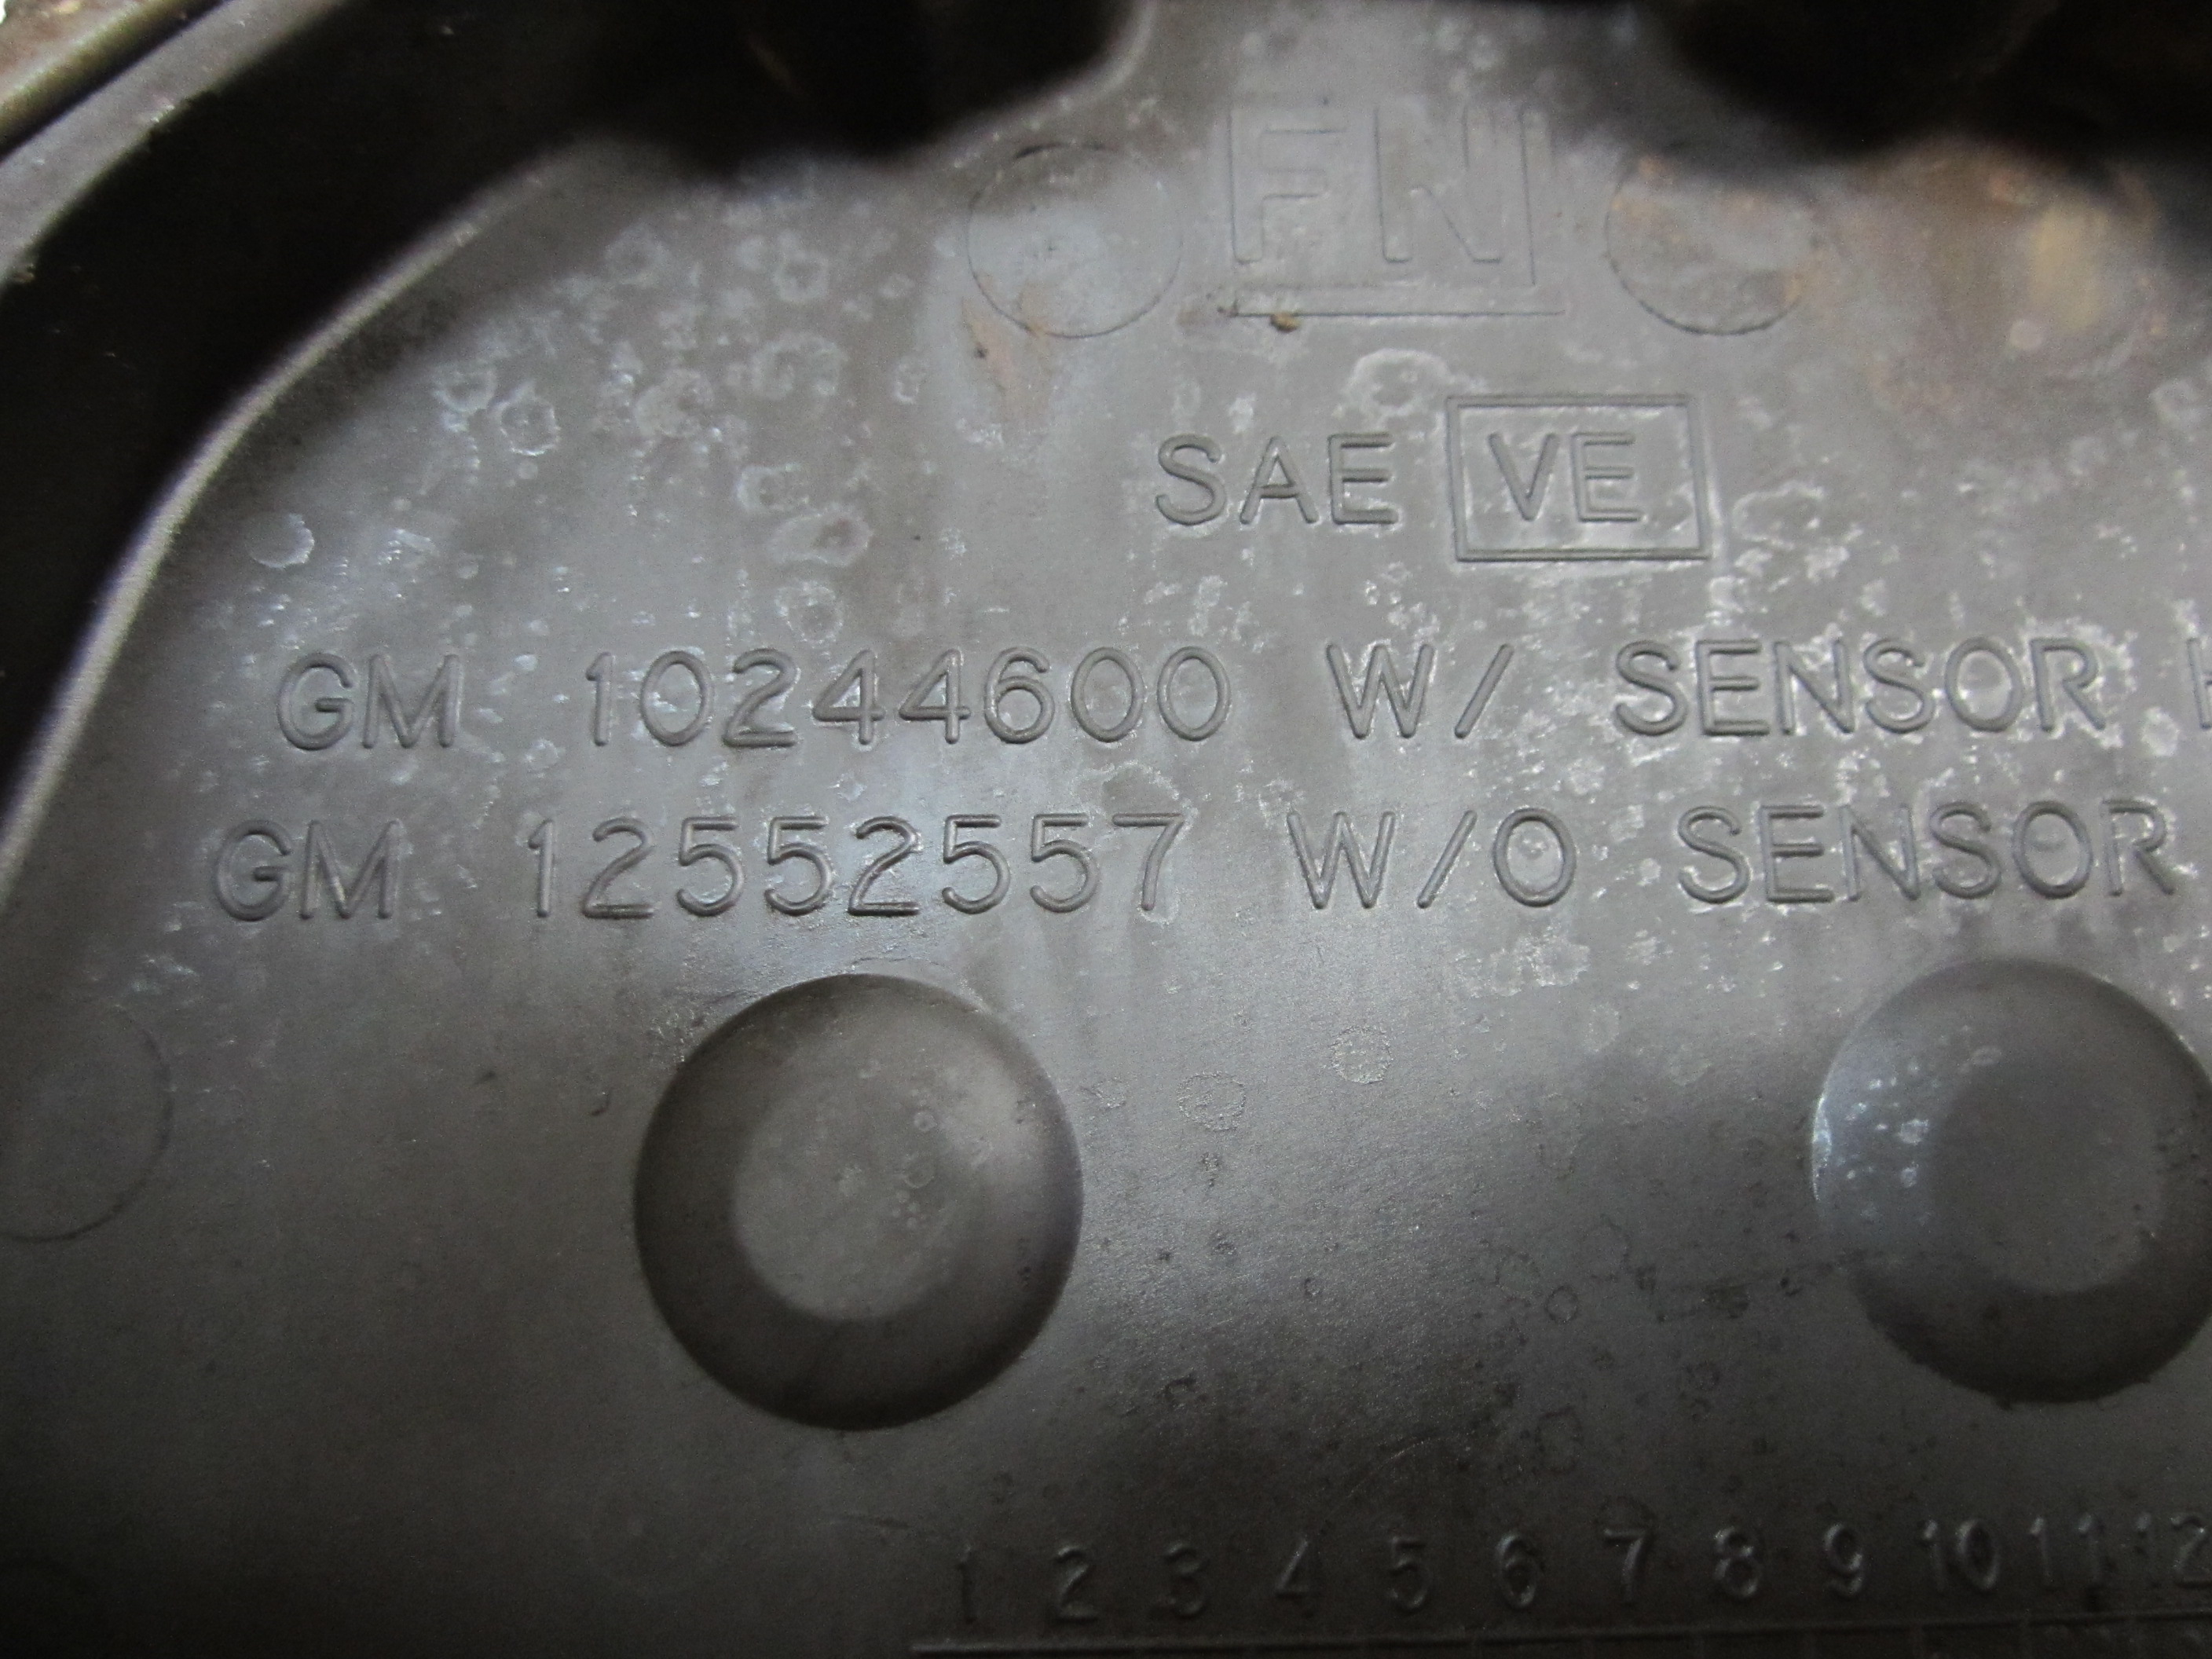 FN
SAE VE
GM 10244600 W/ SENSOR
GM 12552557 W/O SENSOR
1 2 3 4 5 6 7 8 9 10 11 12